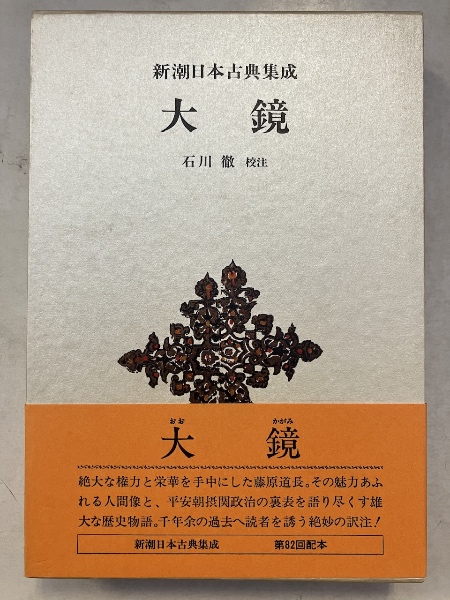 新潮日本古典集成
大 鏡
石川 徹 校注
おお かがみ
大 鏡
絶大な権力と栄華を手中にした藤原道長。その魅力あふ
れる人間像と、平安朝摂関政治の裏表を語り尽くす雄
大な歴史物語。千年余の過去へ読者を誘う絶妙の訳注！
新潮日本古典集成 第82回配本